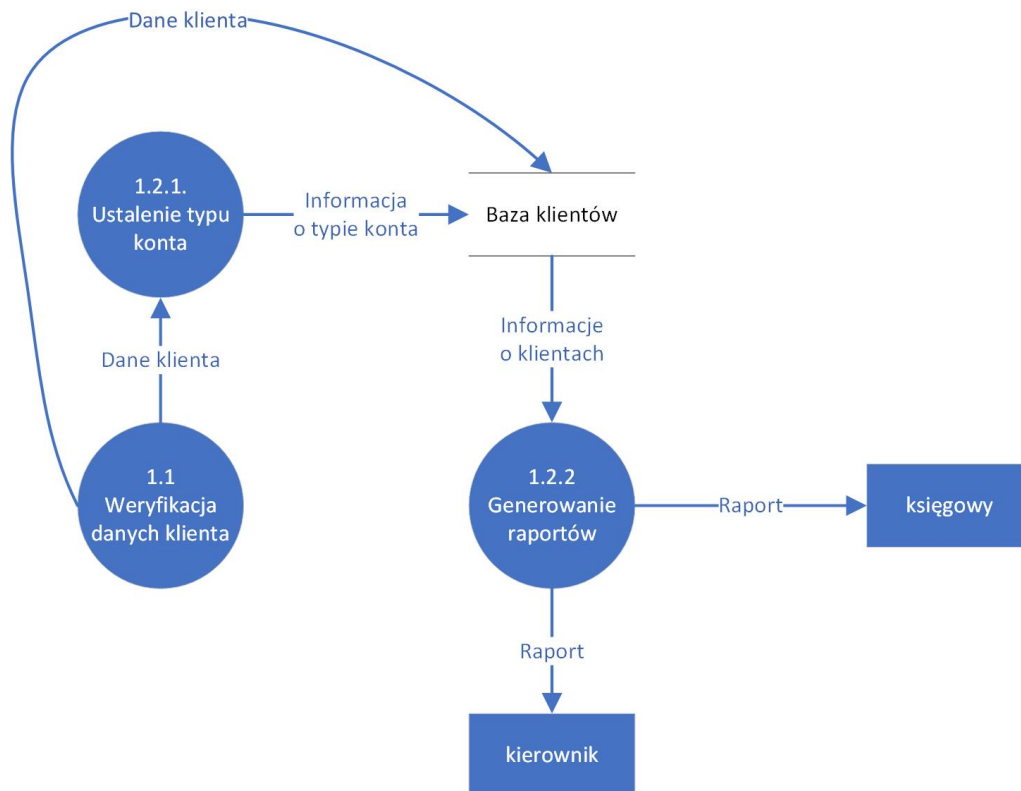 Dane klienta
1.2.1.
Ustalenie typu
konta
Informacja
o typie konta
Baza klientów
Informacje
o klientach
Dane klienta
1.1
Weryfikacja
danych klienta
1.2.2
Generowanie
raportów
Raport
księgowy
Raport
kierownik